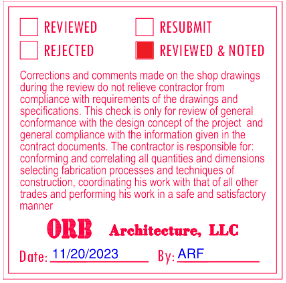 REVIEWED RESUBMIT
REJECTED REVIEWED & NOTED
Corrections and comments made on the shop drawings
during the review do not relieve contractor from
compliance with requirements of the drawings and
specifications. This check is only for review of general
conformance with the design concept of the project and
general compliance with the information given in the
contract documents. The contractor is responsible for;
conforming and correlating all quantities and dimensions
selecting fabrication processes and techniques of
construction, coordinating his work with that of all other
trades and performing his work in a safe and satisfactory
manner
ORB Architecture, LLC
Date: 11/20/2023 By: ARF